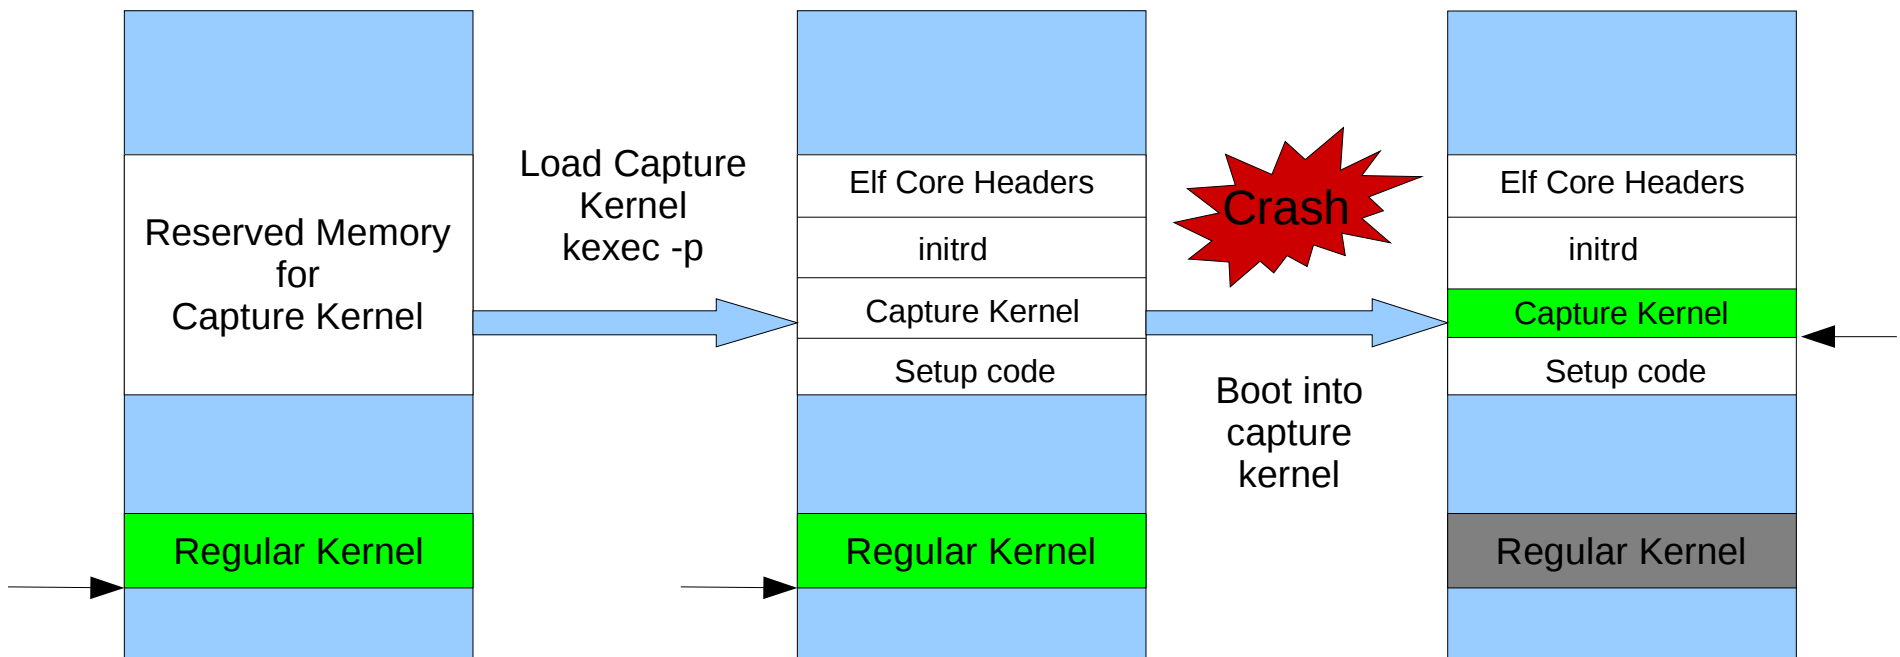 Reserved Memory
for
Capture Kernel
Regular Kernel
Load Capture
Kernel
kexec -p
Elf Core Headers
initrd
Capture Kernel
Setup code
Regular Kernel
Crash
Boot into
capture
kernel
Elf Core Headers
initrd
Capture Kernel
Setup code
Regular Kernel